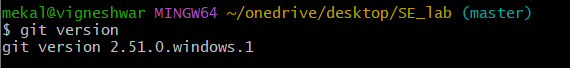 mekal@vigneshwar MINGW64 ~/onedrive/desktop/SE_lab (master)
$ git version
git version 2.51.0.windows.1